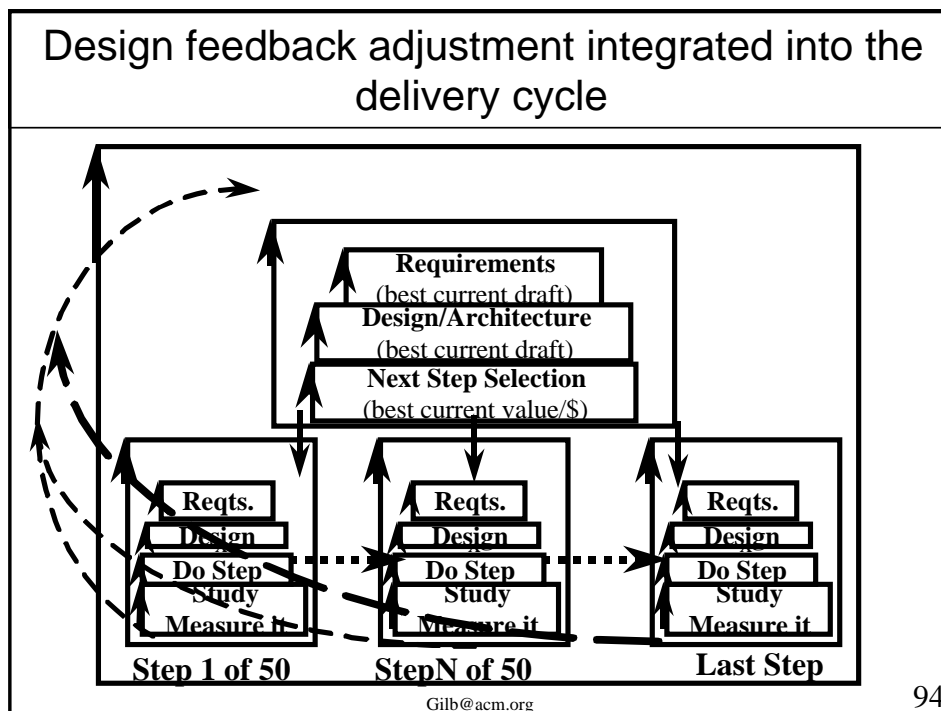 Design feedback adjustment integrated into the
delivery cycle
Requirements
(best current draft)
Design/Architecture
(best current draft)
Next Step Selection
(best current value/$)
Reqts.
Design
Do Step
Study
Measure it
Step 1 of 50
Reqts.
Design
Do Step
Study
Measure it
StepN of 50
Reqts.
Design
Do Step
Study
Measure it
Last Step
Gilb@acm.org
94